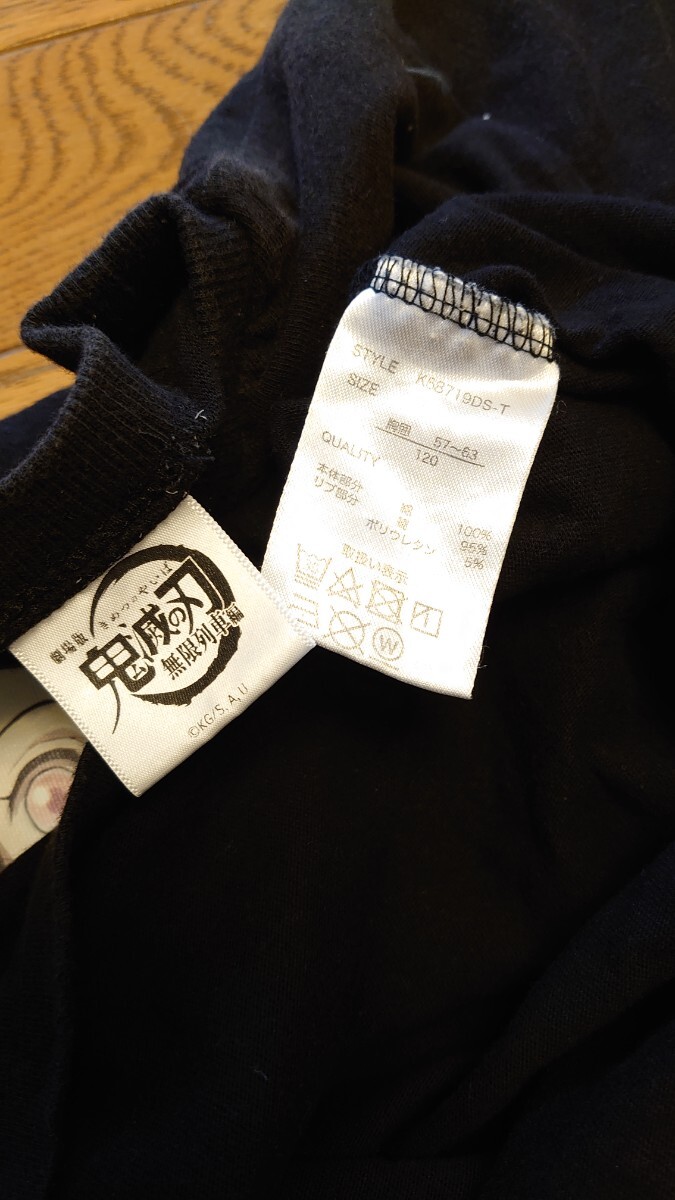 STYLE K58719DS-T
SIZE
胸囲 57〜63
120
QUALITY
本体部分 綿 100%
リブ部分 綿 95%
ポリウレタン 5%
取扱い表示
W
劇場版
きめつのやいば
鬼滅の刃
無限列車編
©KG/S, A, U